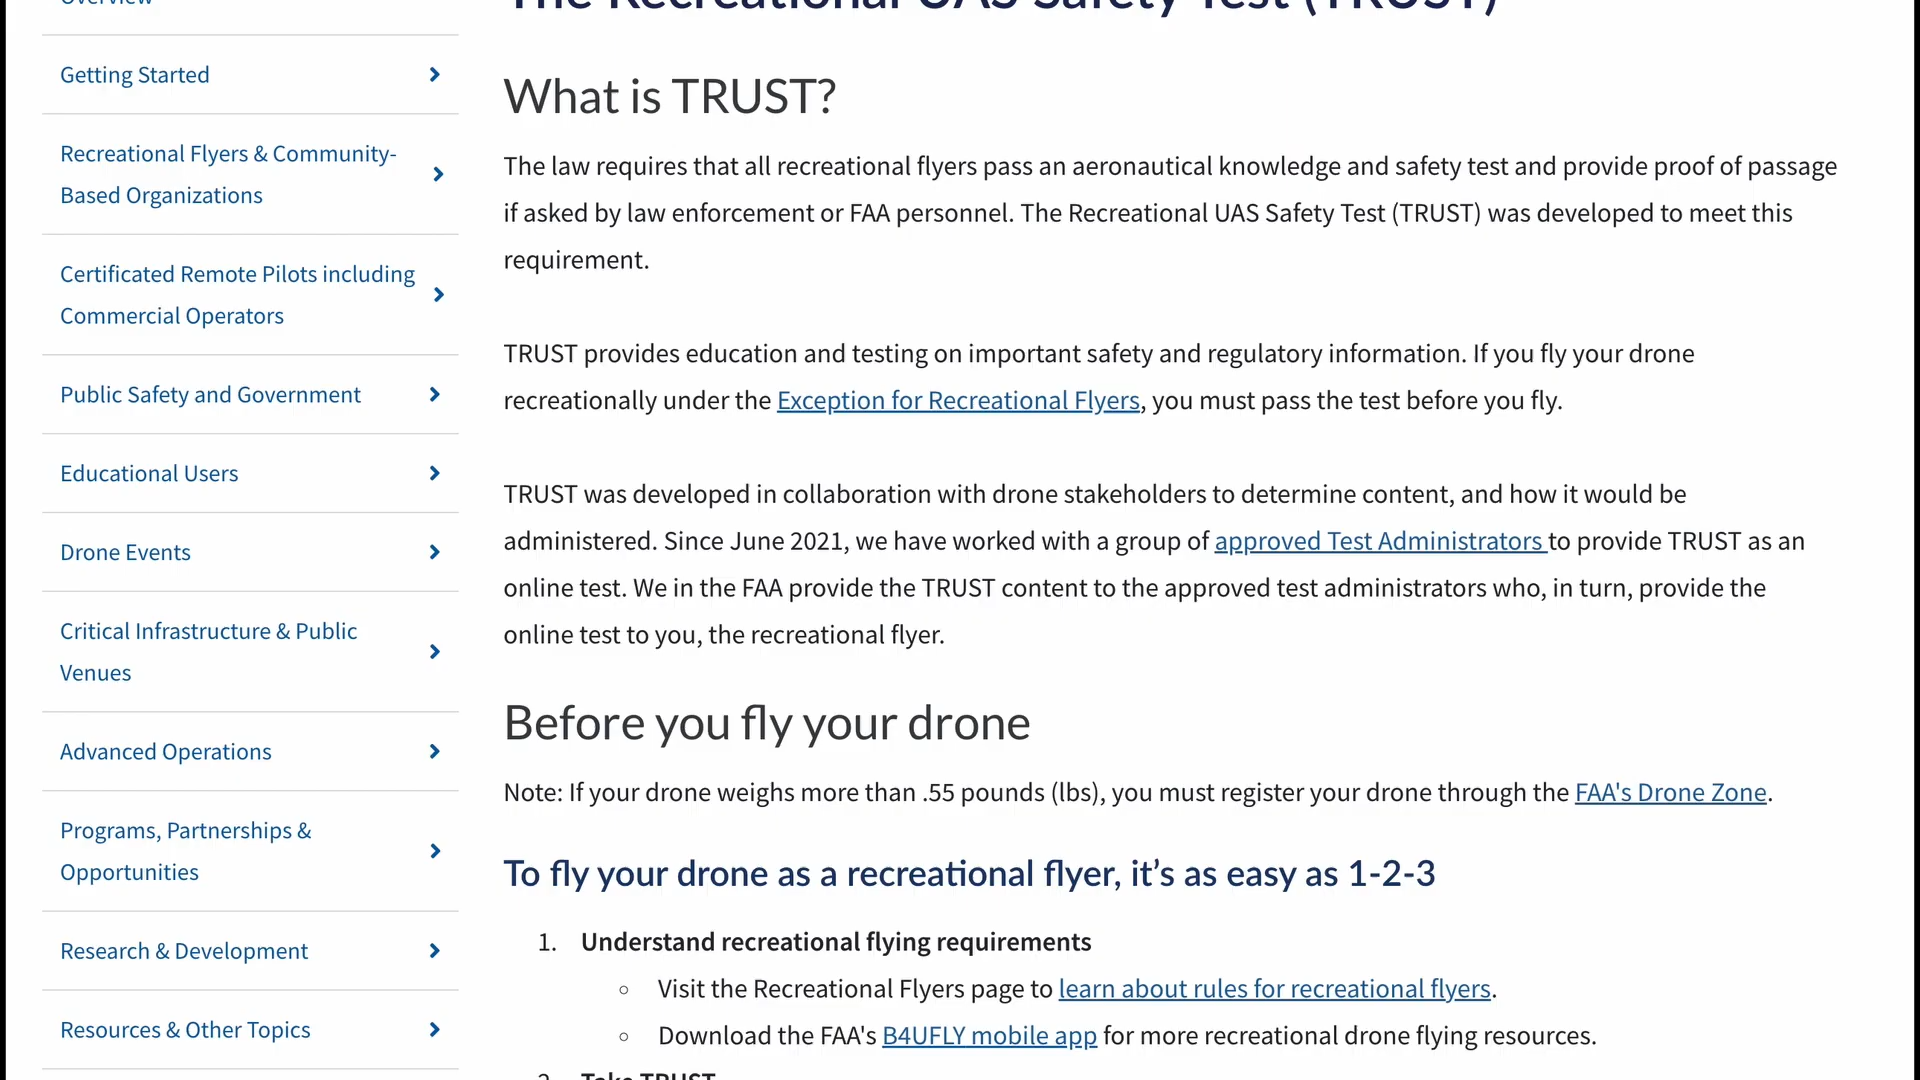 Overview
The Recreational UAS Safety Test (TRUST)
Getting Started
Recreational Flyers & Community-
Based Organizations
Certificated Remote Pilots including
Commercial Operators
Public Safety and Government
Educational Users
Drone Events
Critical Infrastructure & Public
Venues
Advanced Operations
Programs, Partnerships &
Opportunities
Research & Development
Resources & Other Topics
What is TRUST?
The law requires that all recreational flyers pass an aeronautical knowledge and safety test and provide proof of passage
if asked by law enforcement or FAA personnel. The Recreational UAS Safety Test (TRUST) was developed to meet this
requirement.
TRUST provides education and testing on important safety and regulatory information. If you fly your drone
recreationally under the Exception for Recreational Flyers, you must pass the test before you fly.
TRUST was developed in collaboration with drone stakeholders to determine content, and how it would be
administered. Since June 2021, we have worked with a group of approved Test Administrators to provide TRUST as an
online test. We in the FAA provide the TRUST content to the approved test administrators who, in turn, provide the
online test to you, the recreational flyer.
Before you fly your drone
Note: If your drone weighs more than .55 pounds (lbs), you must register your drone through the FAA's Drone Zone.
To fly your drone as a recreational flyer, it’s as easy as 1-2-3
1. Understand recreational flying requirements
◦ Visit the Recreational Flyers page to learn about rules for recreational flyers.
◦ Download the FAA's B4UFLY mobile app for more recreational drone flying resources.
2. Take TRUST